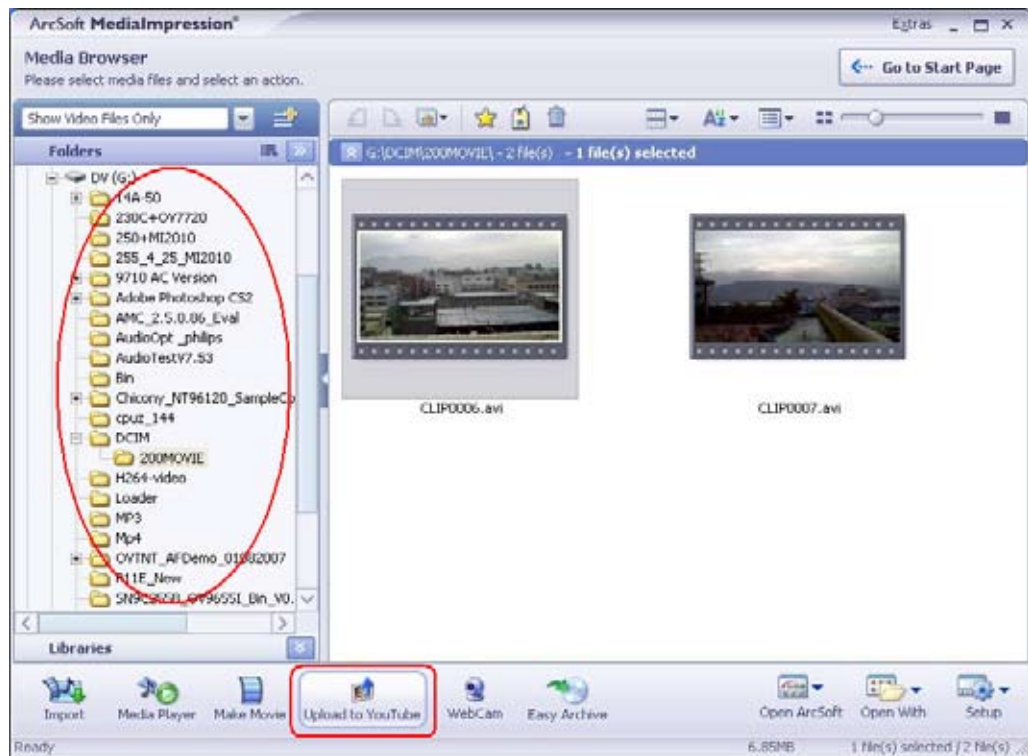 ArcSoft MediaImpression®
Extras
Media Browser
Please select media files and select an action.
Go to Start Page
Show Video Files Only
Folders
G:\DCIM\200MOVIE\ - 2 file(s) - 1 file(s) selected
DV (G:)
14A-50
230C+OV7720
250+MI2010
255_4_25_MI2010
9710 AC Version
Adobe Photoshop CS2
AMC_2.5.0.86_Eval
AudioOpt _philips
AudioTestV7.53
Bin
Chicony_NT96120_SampleCo
cpuz_144
DCIM
200MOVIE
H264-video
Loader
MP3
Mp4
OVTNT_AFDemo_01082007
R11E_New
CLIP0006.avi
CLIP0007.avi
Libraries
Import
Media Player
Make Movie
Upload to YouTube
WebCam
Easy Archive
Open ArcSoft
Open With
Setup
Ready
6.85MB
1 file(s) selected / 2 file(s)